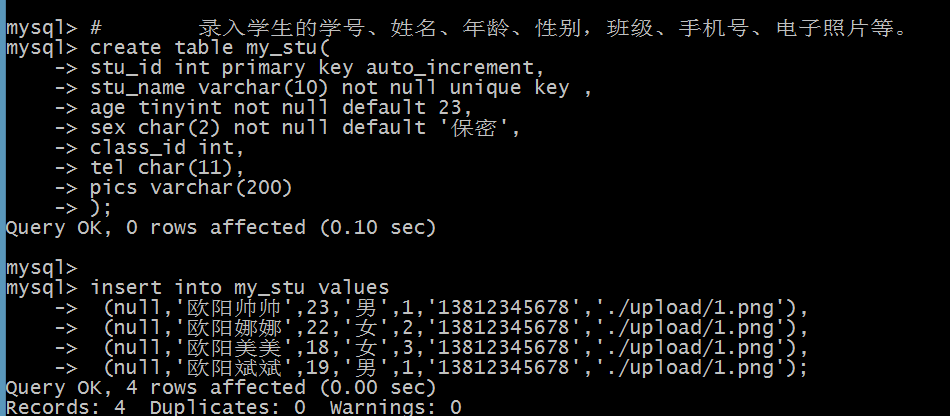 mysql> #        录入学生的学号、姓名、年龄、性别，班级、手机号、电子照片等。
mysql> create table my_stu(
    -> stu_id int primary key auto_increment,
    -> stu_name varchar(10) not null unique key ,
    -> age tinyint not null default 23,
    -> sex char(2) not null default '保密',
    -> class_id int,
    -> tel char(11),
    -> pics varchar(200)
    -> );
Query OK, 0 rows affected (0.10 sec)

mysql>
mysql> insert into my_stu values
    ->  (null,'欧阳帅帅',23,'男',1,'13812345678','./upload/1.png'),
    ->  (null,'欧阳娜娜',22,'女',2,'13812345678','./upload/1.png'),
    ->  (null,'欧阳美美',18,'女',3,'13812345678','./upload/1.png'),
    ->  (null,'欧阳斌斌',19,'男',1,'13812345678','./upload/1.png');
Query OK, 4 rows affected (0.00 sec)
Records: 4  Duplicates: 0  Warnings: 0